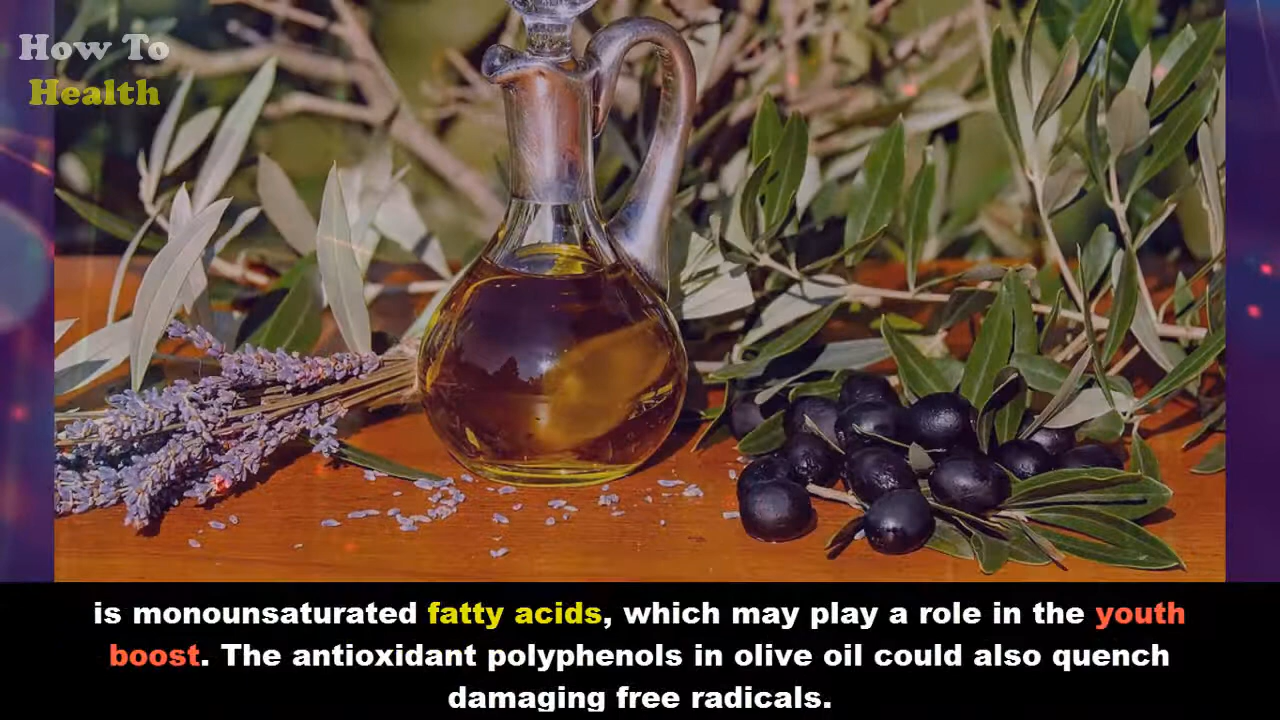 How To
Health
is monounsaturated fatty acids, which may play a role in the youth
boost. The antioxidant polyphenols in olive oil could also quench
damaging free radicals.